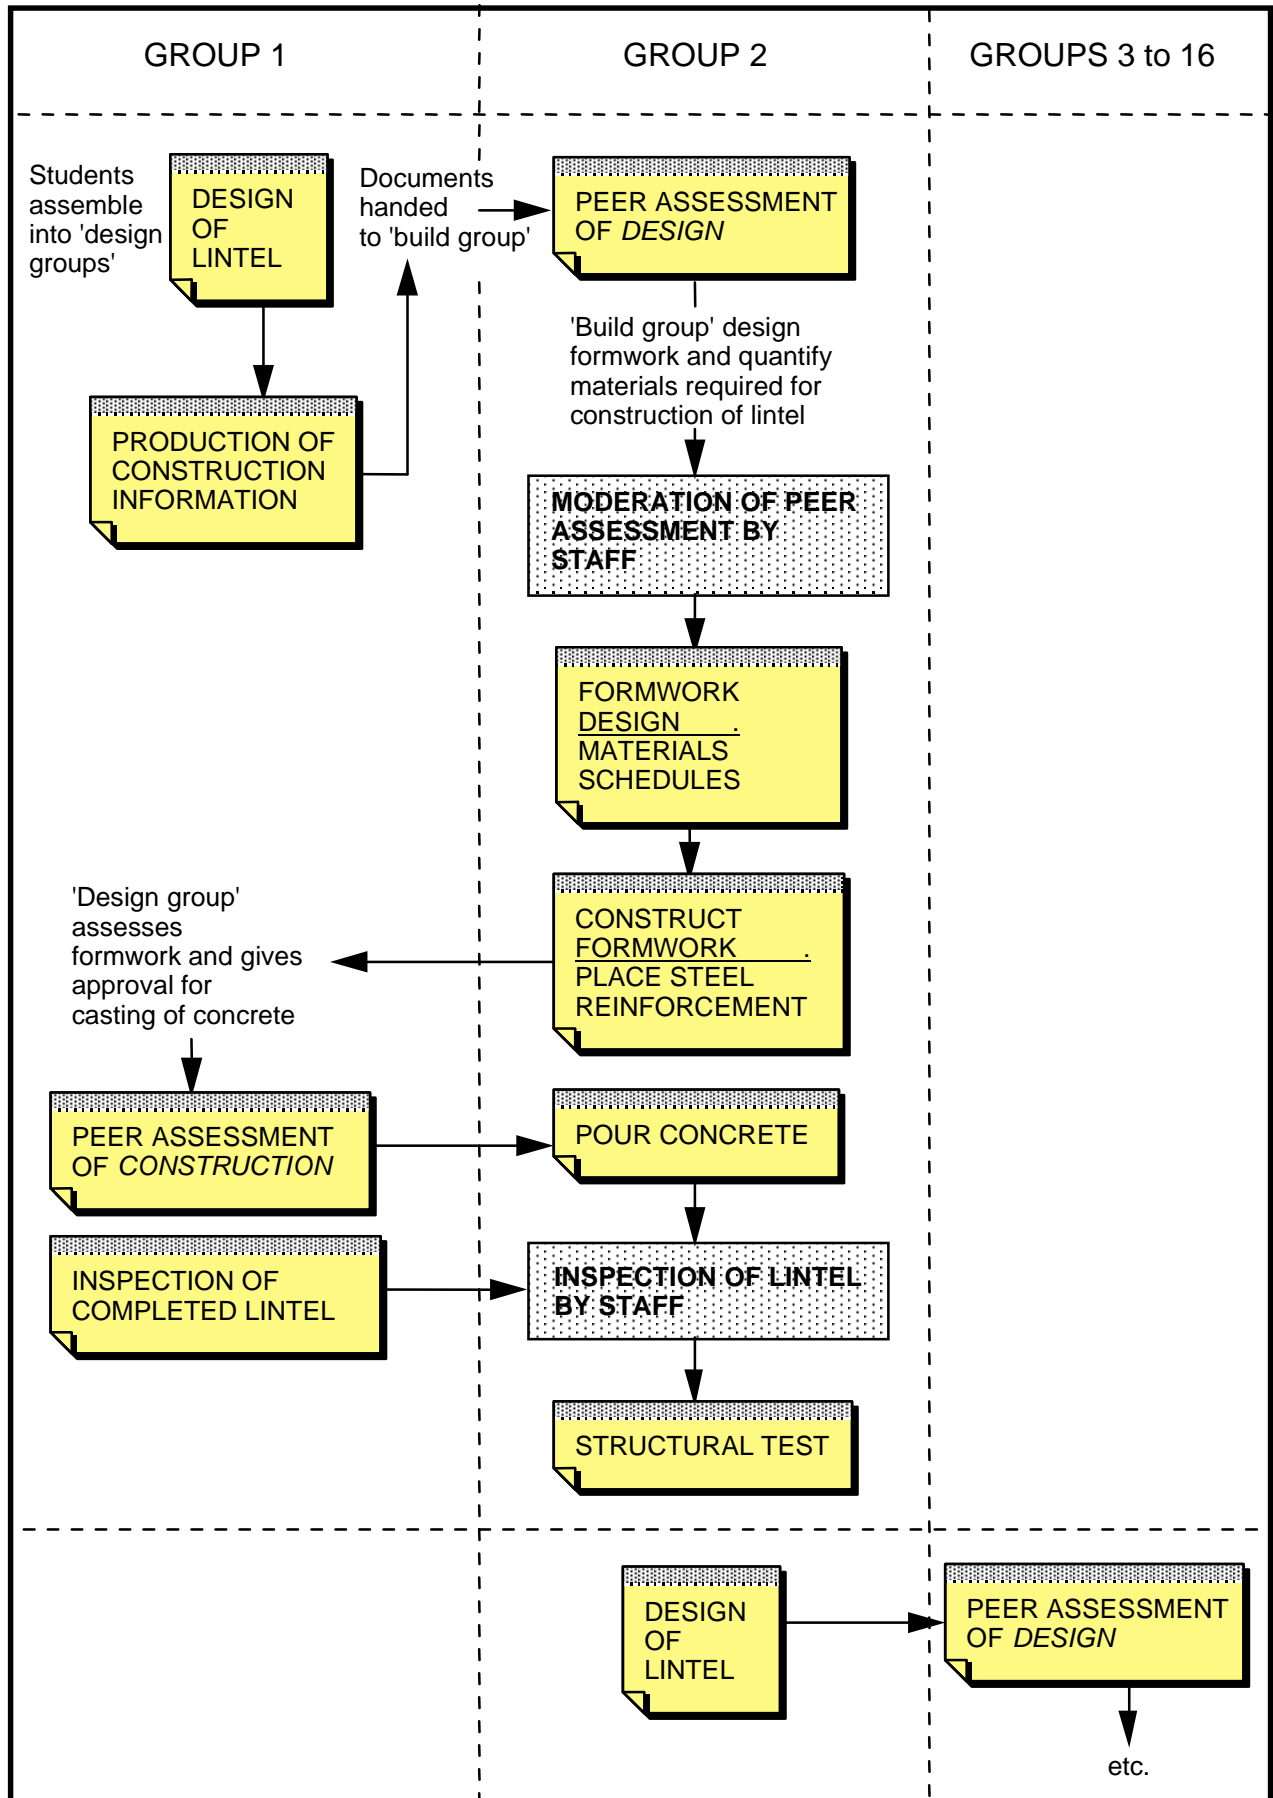 GROUP 1
GROUP 2
GROUPS 3 to 16
Students
assemble
into 'design
groups'
DESIGN
OF
LINTEL
Documents
handed
to 'build group'
PEER ASSESSMENT
OF DESIGN
PRODUCTION OF
CONSTRUCTION
INFORMATION
'Build group' design
formwork and quantify
materials required for
construction of lintel
MODERATION OF PEER
ASSESSMENT BY
STAFF
FORMWORK
DESIGN .
MATERIALS
SCHEDULES
CONSTRUCT
FORMWORK .
PLACE STEEL
REINFORCEMENT
'Design group'
assesses
formwork and gives
approval for
casting of concrete
PEER ASSESSMENT
OF CONSTRUCTION
POUR CONCRETE
INSPECTION OF
COMPLETED LINTEL
INSPECTION OF LINTEL
BY STAFF
STRUCTURAL TEST
DESIGN
OF
LINTEL
PEER ASSESSMENT
OF DESIGN
etc.